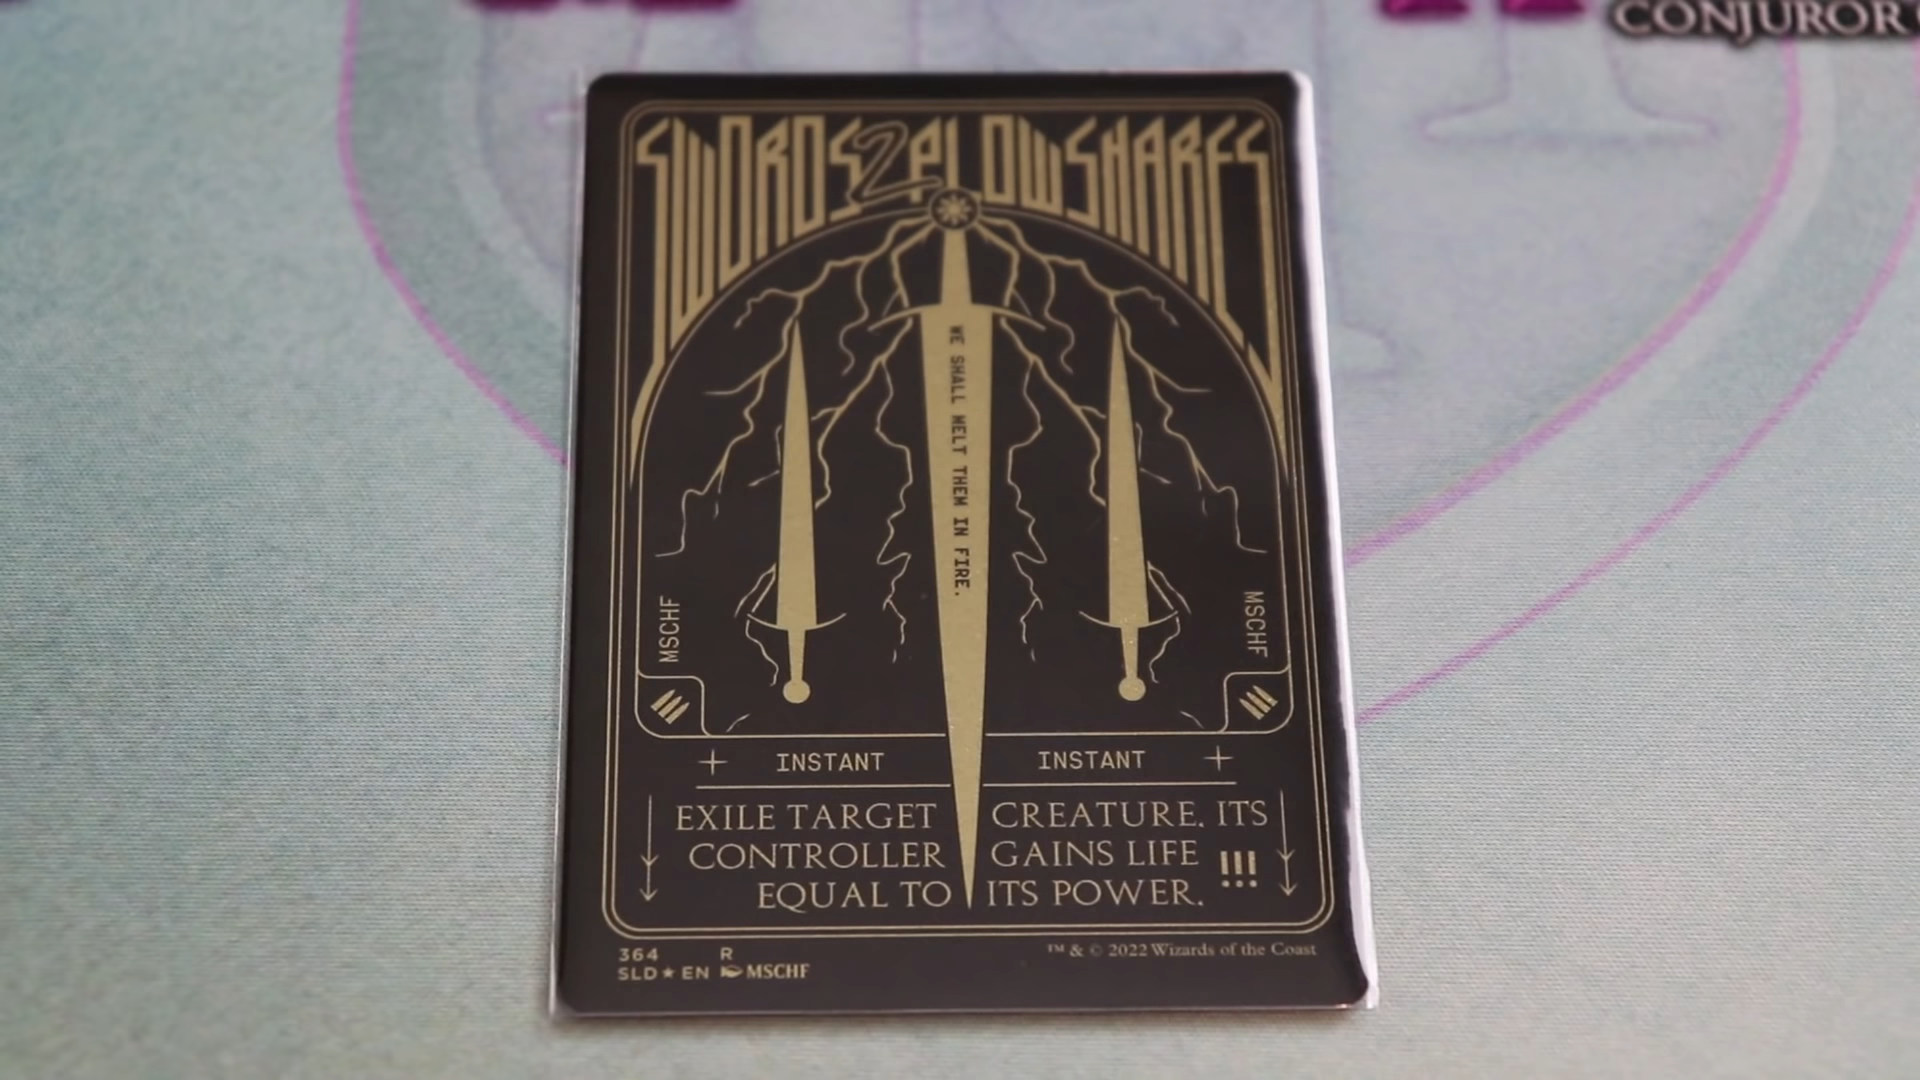 CONJUROR
SWORDS 2 PLOWSHARES
WE SHALL MELT THEM IN FIRE.
MSCHF
MSCHF
INSTANT INSTANT
EXILE TARGET CREATURE. ITS
CONTROLLER GAINS LIFE
EQUAL TO ITS POWER. !!!
364 R
SLD★EN MSCHF
™ & © 2022 Wizards of the Coast